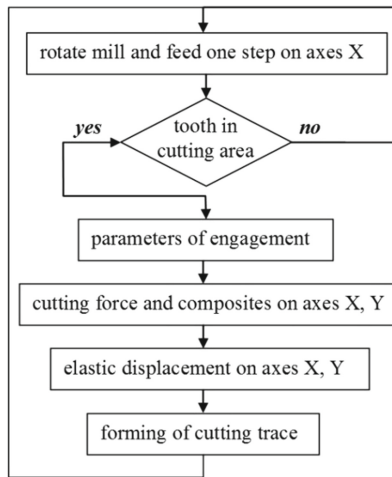 rotate mill and feed one step on axes X
yes
tooth in
no
cutting area
parameters of engagement
cutting force and composites on axes X, Y
elastic displacement on axes X, Y
forming of cutting trace